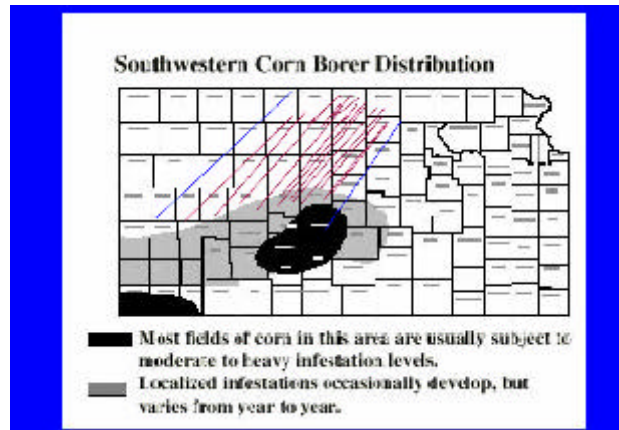 Southwestern Corn Borer Distribution
Most fields of corn in this area are usually subject to
moderate to heavy infestation levels.
Localized infestations occasionally develop, but
varies from year to year.